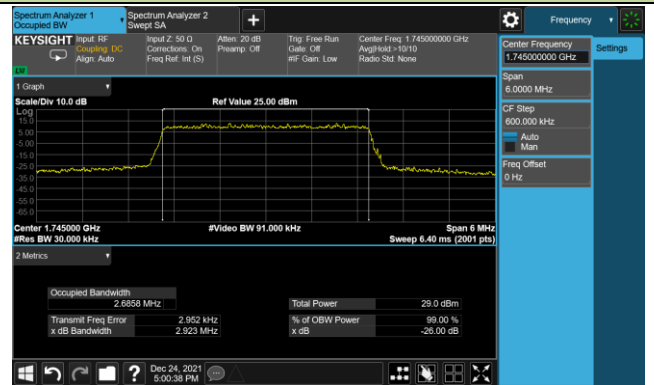 Spectrum Analyzer 1
Occupied BW
Spectrum Analyzer 2
Swept SA
+
Frequency
KEYSIGHT
Input: RF
Coupling: DC
Align: Auto
Input Z: 50 Ω
Corrections: On
Freq Ref: Int (S)
Atten: 20 dB
Preamp: Off
Trig: Free Run
Gate: Off
#IF Gain: Low
Center Freq: 1.745000000 GHz
Avg|Hold:>10/10
Radio Std: None
Center Frequency
1.745000000 GHz
Settings
Span
6.0000 MHz
CF Step
600.000 kHz
Auto
Man
Freq Offset
0 Hz
1 Graph
Scale/Div 10.0 dB
Ref Value 25.00 dBm
Log
15.0
5.00
-5.00
-15.0
-25.0
-35.0
-45.0
-55.0
-65.0
Center 1.745000 GHz
#Video BW 91.000 kHz
Span 6 MHz
#Res BW 30.000 kHz
Sweep 6.40 ms (2001 pts)
2 Metrics
Occupied Bandwidth
2.6858 MHz
Total Power 29.0 dBm
Transmit Freq Error 2.952 kHz
% of OBW Power 99.00 %
x dB Bandwidth 2.923 MHz
x dB -26.00 dB
?
Dec 24, 2021
5:00:38 PM